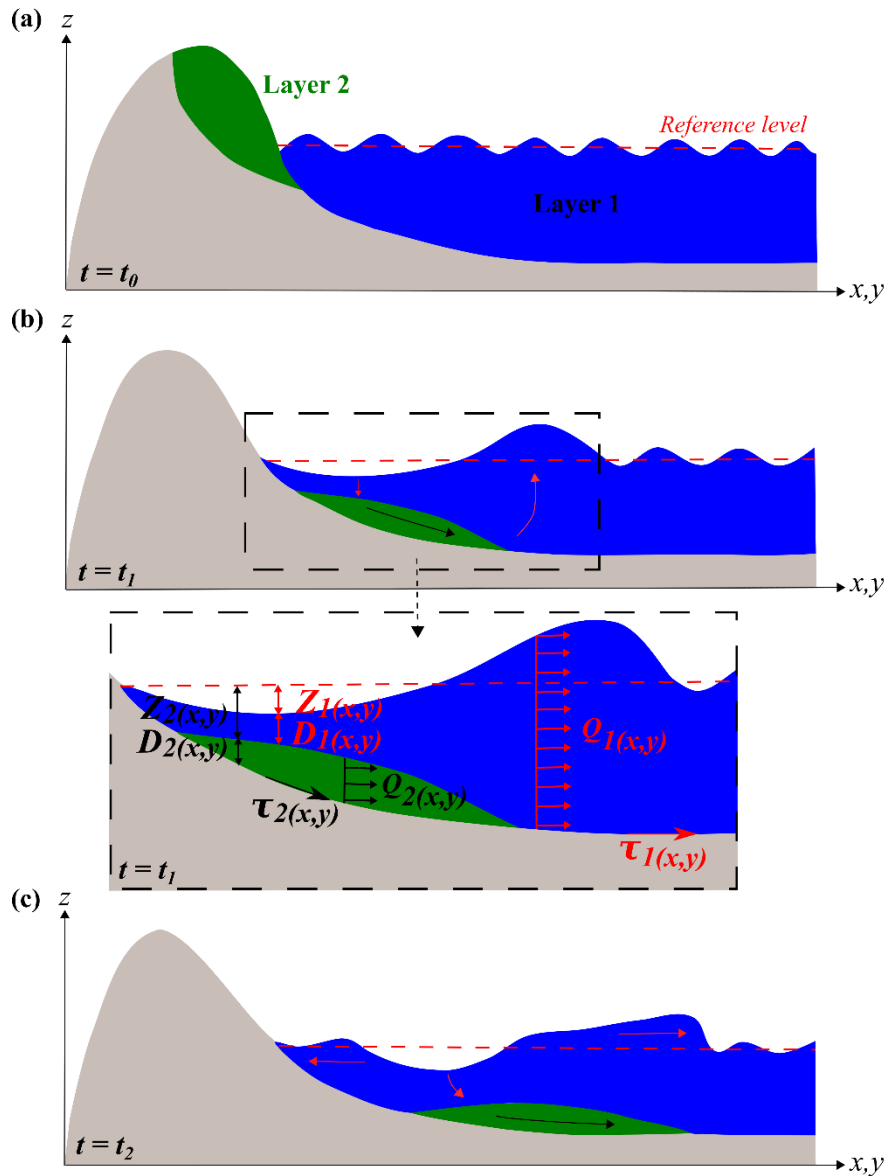 (a)
z
Layer 2
Reference level
Layer 1
t = t0
x,y
(b)
z
t = t1
x,y
Z2(x,y)
Z1(x,y)
D2(x,y)
D1(x,y)
Q1(x,y)
Q2(x,y)
τ2(x,y)
τ1(x,y)
t = t1
(c)
z
t = t2
x,y